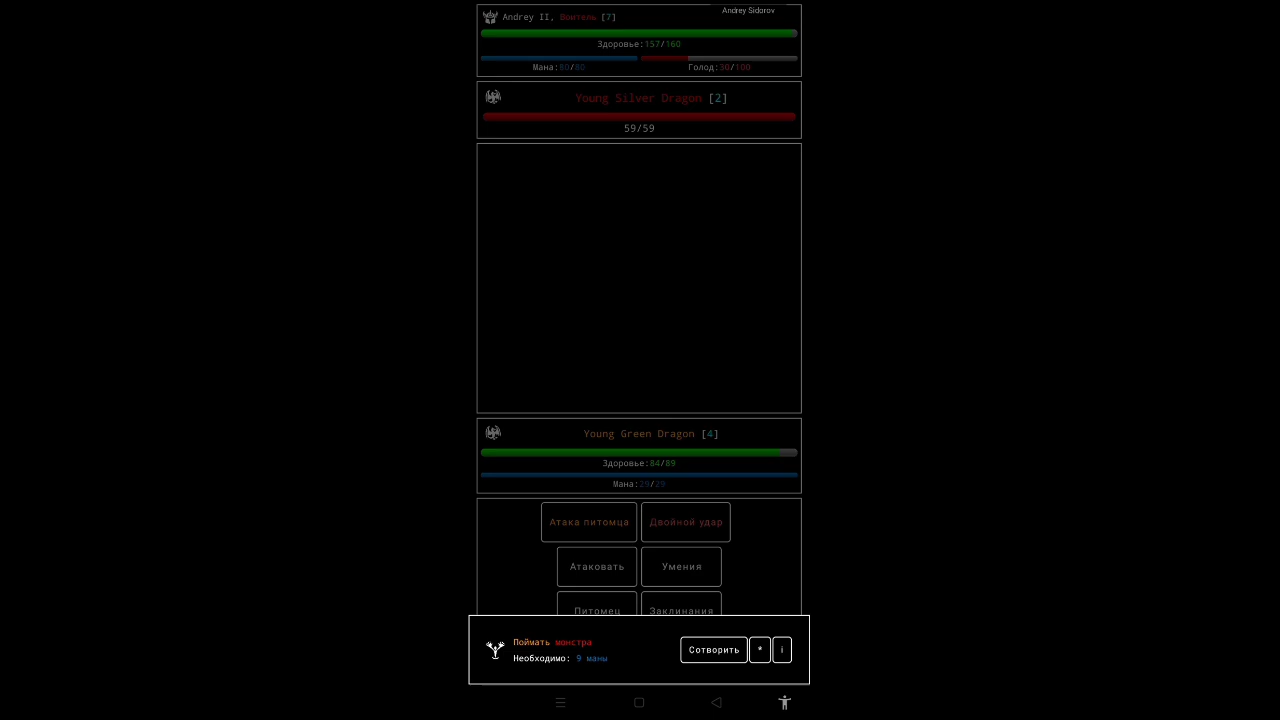 Andrey Sidorov
Andrey II, Воитель [7]
Здоровье:157/160
Мана:80/80 Голод:30/100
Young Silver Dragon [2]
59/59
Young Green Dragon [4]
Здоровье:84/89
Мана:29/29
Атака питомца Двойной удар
Атаковать Умения
Питомец Заклинания
Поймать монстра
Необходимо: 9 маны
Сотворить * i